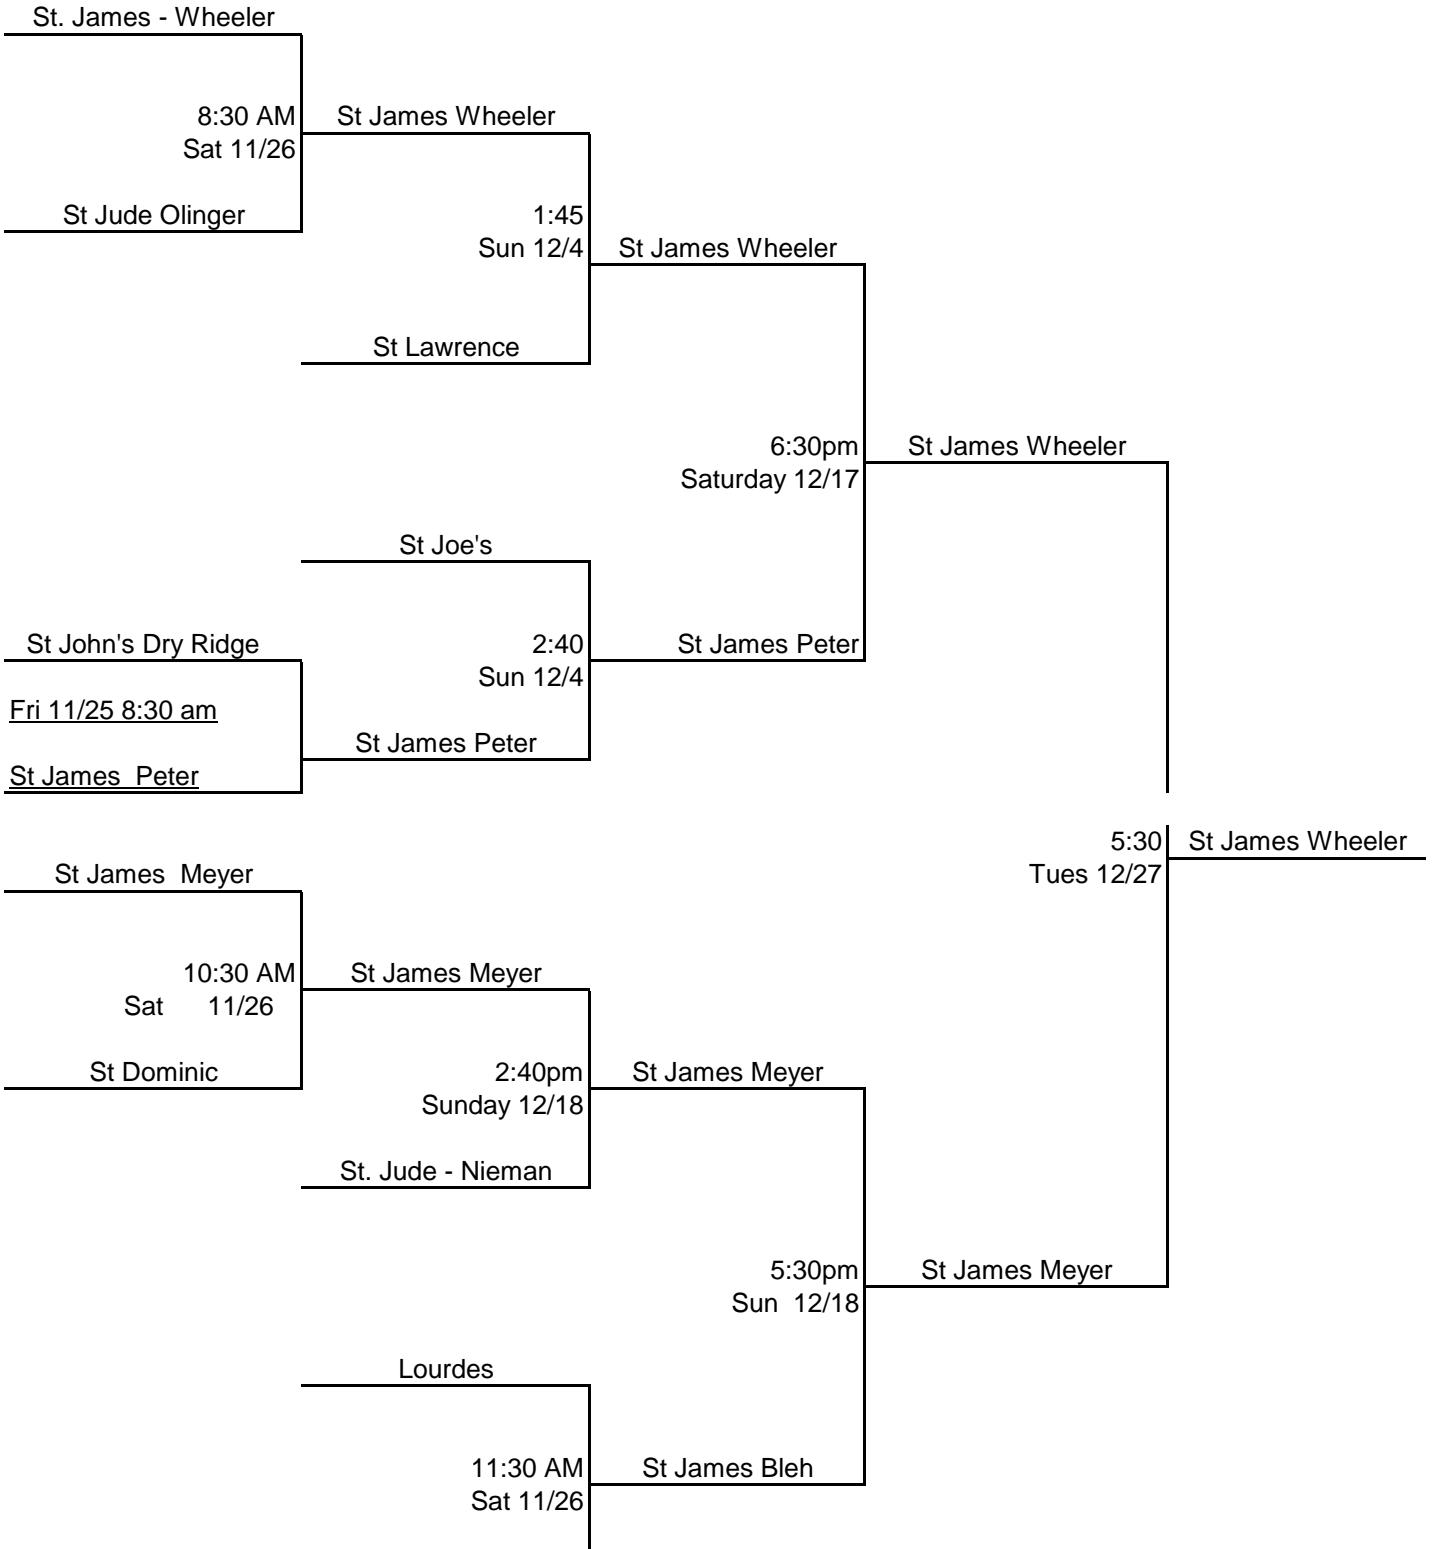 St. James - Wheeler
8:30 AM
St James Wheeler
Sat 11/26
St Jude Olinger
1:45
Sun 12/4
St James Wheeler
St Lawrence
6:30pm
St James Wheeler
Saturday 12/17
St Joe's
St John's Dry Ridge
2:40
St James Peter
Sun 12/4
Fri 11/25 8:30 am
St James Peter
St James  Peter
5:30
St James Wheeler
Tues 12/27
St James  Meyer
10:30 AM
St James Meyer
Sat 11/26
St Dominic
2:40pm
St James Meyer
Sunday 12/18
St. Jude - Nieman
5:30pm
St James Meyer
Sun  12/18
Lourdes
11:30 AM
St James Bleh
Sat 11/26